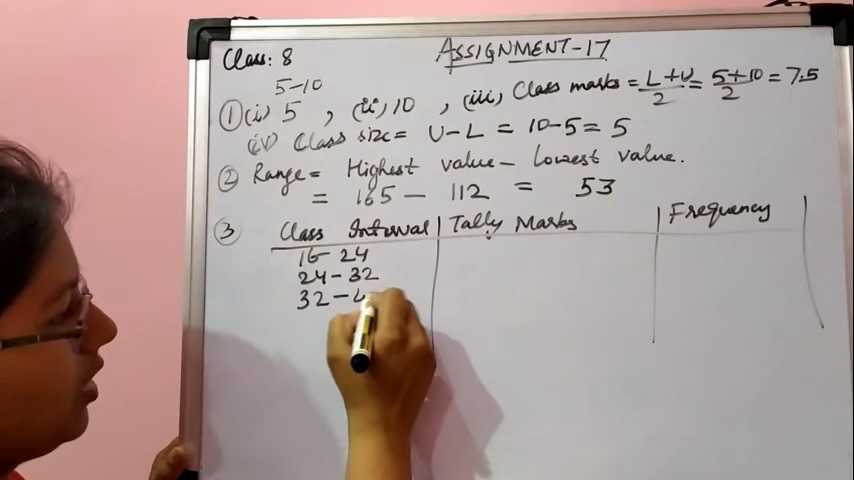 Class: 8
ASSIGNMENT-17
5-10
① (i) 5 , (ii) 10 , (iii) Class marks = L+U/2 = 5+10/2 = 7.5
(iv) Class size = U-L = 10-5 = 5
② Range = Highest value - Lowest value.
= 165 - 112 = 53
③ Class Interval | Tally Marks | Frequency
16-24
24-32
32-4